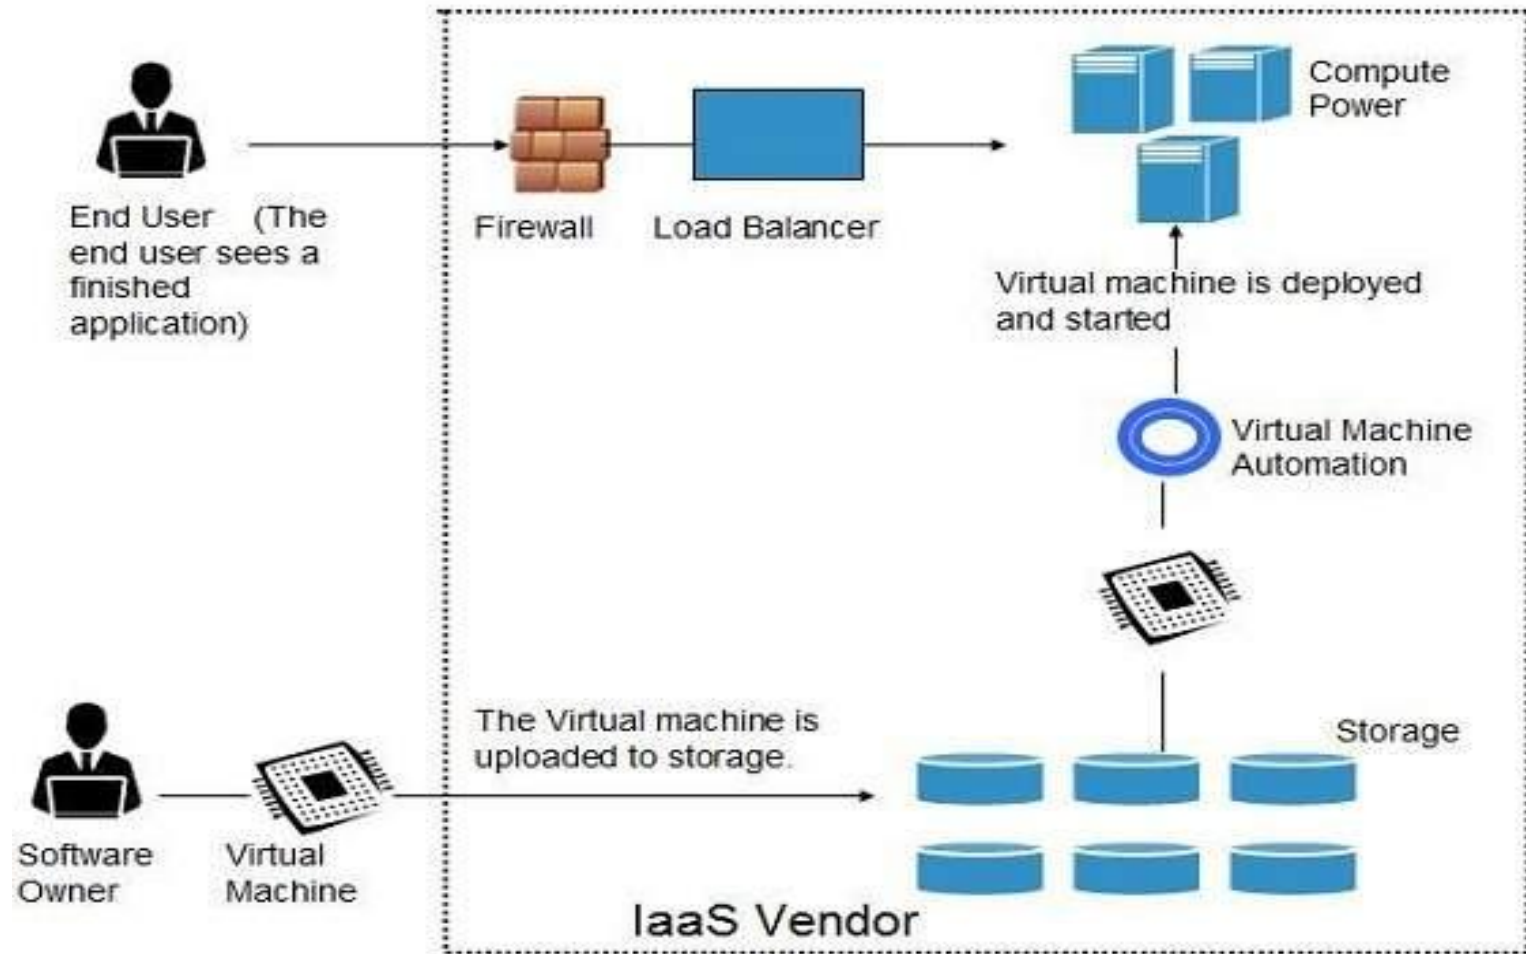 Compute
Power
End User (The
end user sees a
finished
application)
Firewall
Load Balancer
Virtual machine is deployed
and started
Virtual Machine
Automation
The Virtual machine is
uploaded to storage.
Storage
Software
Owner
Virtual
Machine
IaaS Vendor